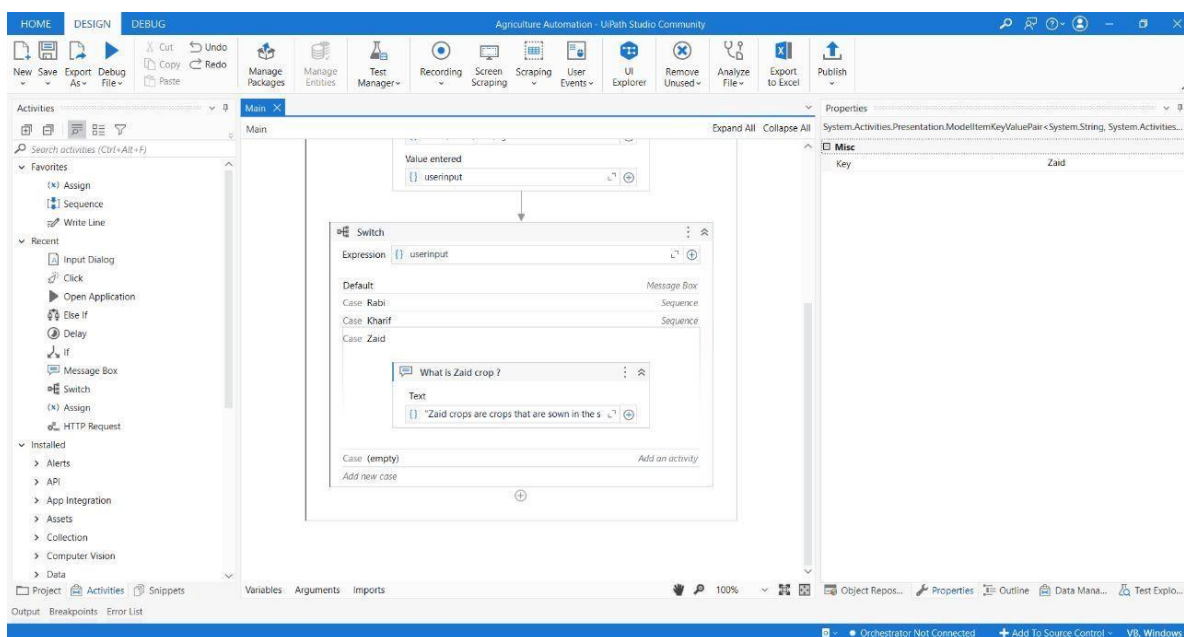 HOME DESIGN DEBUG Agriculture Automation - UiPath Studio Community
Cut Undo
Copy Redo
Paste
New Save Export As Debug File
Manage Packages
Manage Entities
Test Manager
Recording
Screen Scraping
Scraping
User Events
UI Explorer
Remove Unused
Analyze File
Export to Excel
Publish
Activities
Search activities (Ctrl+Alt+F)
Favorites
Assign
Sequence
Write Line
Recent
Input Dialog
Click
Open Application
Else If
Delay
If
Message Box
Switch
Assign
HTTP Request
Installed
Alerts
API
App Integration
Assets
Collection
Computer Vision
Data
Project Activities Snippets
Main
Main Expand All Collapse All
Value entered
userinput
Switch
Expression userinput
Default Message Box
Case Rabi Sequence
Case Kharif Sequence
Case Zaid
What is Zaid crop ?
Text
"Zaid crops are crops that are sown in the s
Case (empty) Add an activity
Add new case
Variables Arguments Imports 100%
Properties
System.Activities.Presentation.ModelItemKeyValuePair<System.String, System.Activities...
Misc
Key Zaid
Object Repos... Properties Outline Data Mana... Test Explo...
Output Breakpoints Error List
Orchestrator Not Connected Add To Source Control VB, Windows